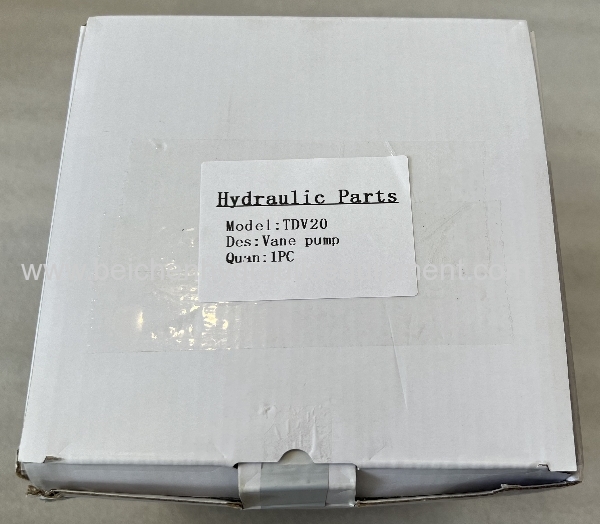 Hydraulic Parts
Model:TDV20
Des:Vane pump
Quan:1PC